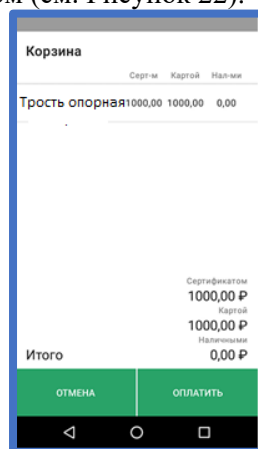 м (см. Рисунок 22).
Корзина
Серт-м Картой Нал-ми
Трость опорная 1000,00 1000,00 0,00
Сертификатом
1000,00 ₽
Картой
1000,00 ₽
Наличными
Итого 0,00 ₽
ОТМЕНА ОПЛАТИТЬ